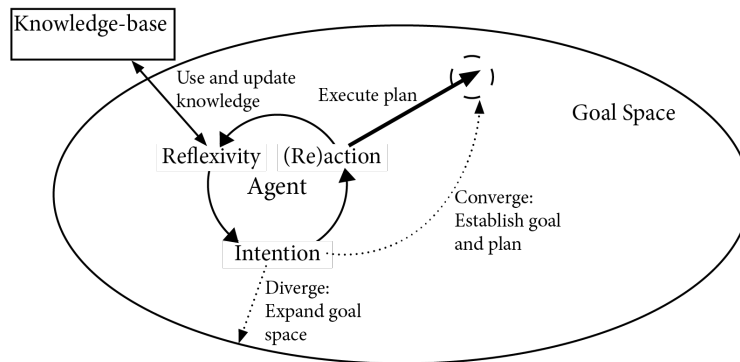 Knowledge-base
Use and update
knowledge
Execute plan
Goal Space
Reflexivity
(Re)action
Agent
Converge:
Establish goal
and plan
Intention
Diverge:
Expand goal
space